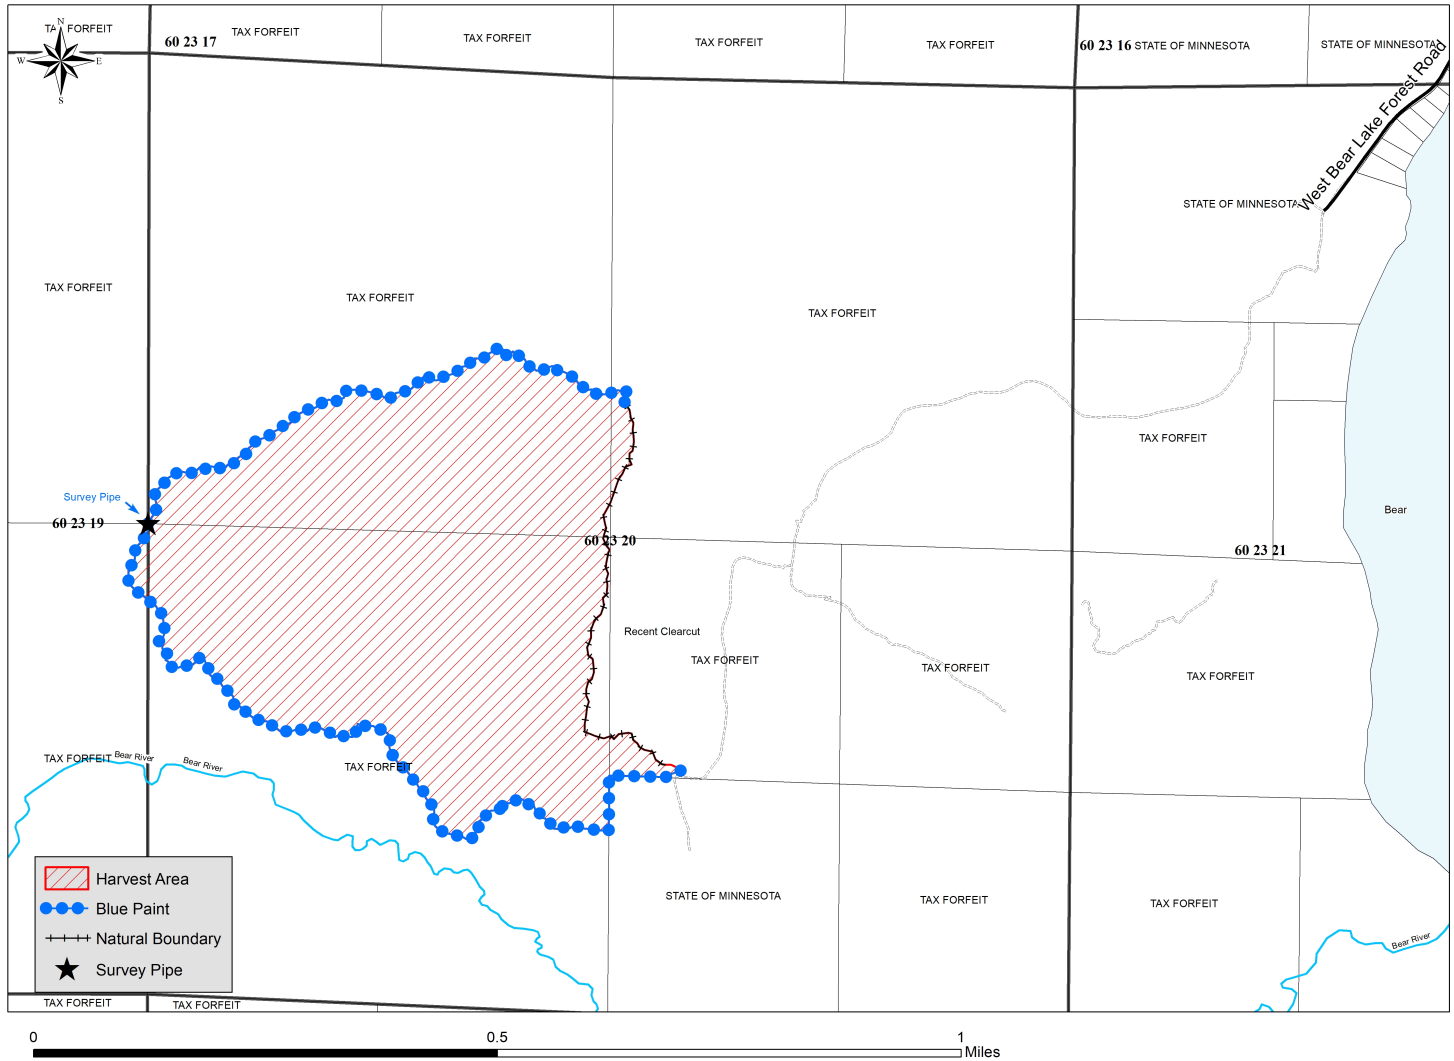 N
W
E
S
TAX FORFEIT
60 23 17
TAX FORFEIT
TAX FORFEIT
TAX FORFEIT
TAX FORFEIT
60 23 16
STATE OF MINNESOTA
STATE OF MINNESOTA
West Bear Lake Forest Road
STATE OF MINNESOTA
TAX FORFEIT
TAX FORFEIT
TAX FORFEIT
TAX FORFEIT
Survey Pipe
60 23 19
60 23 20
60 23 21
Bear
Recent Clearcut
TAX FORFEIT
TAX FORFEIT
TAX FORFEIT
TAX FORFEIT
Bear River
Bear River
TAX FORFEIT
STATE OF MINNESOTA
TAX FORFEIT
TAX FORFEIT
Bear River
Harvest Area
Blue Paint
Natural Boundary
Survey Pipe
TAX FORFEIT
TAX FORFEIT
0
0.5
1
Miles